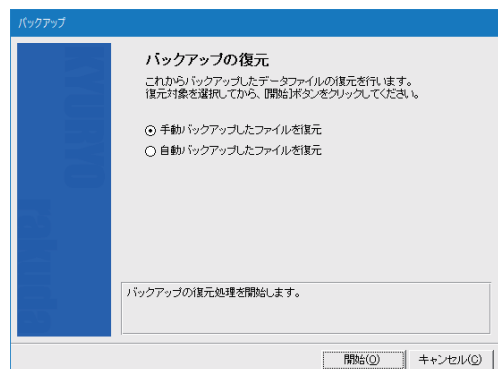 バックアップ
バックアップの復元
これからバックアップしたデータファイルの復元を行います。
復元対象を選択してから、[開始]ボタンをクリックしてください。
手動バックアップしたファイルを復元
自動バックアップしたファイルを復元
KYURYO
rakuda
バックアップの復元処理を開始します。
開始(O)
キャンセル(C)